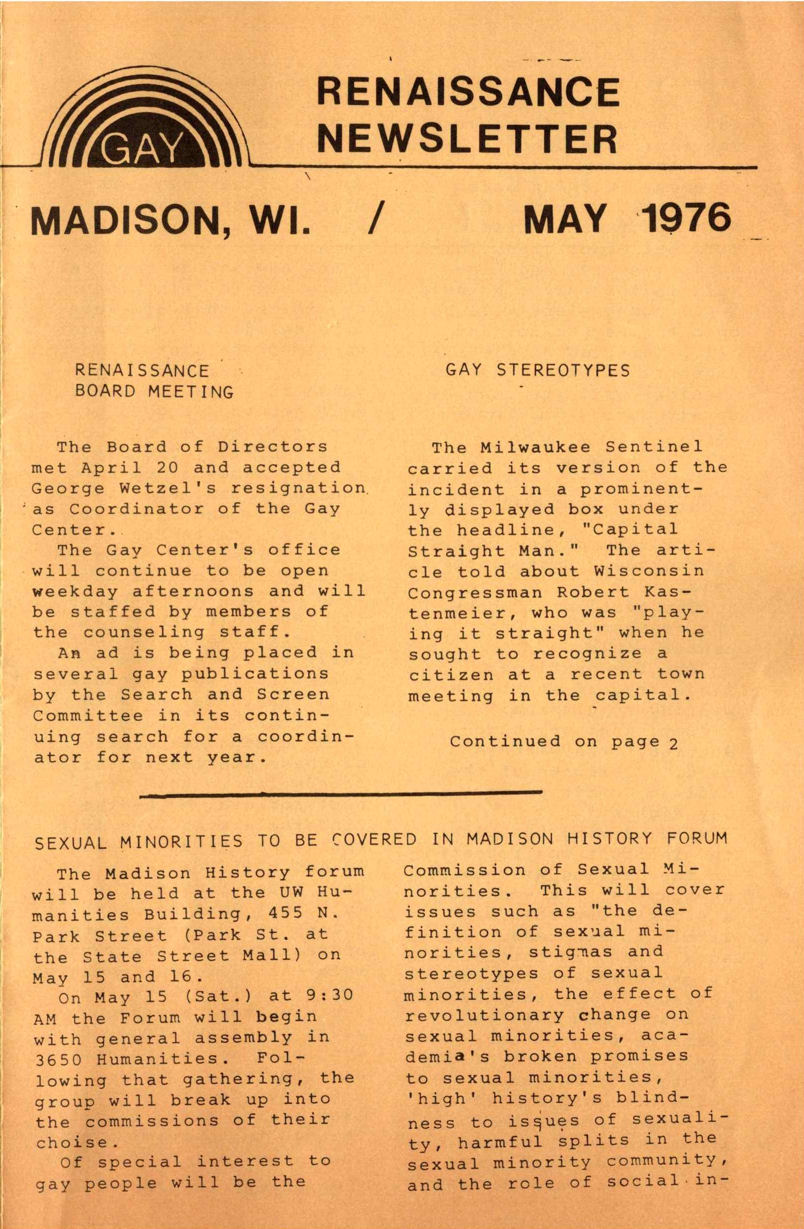 GAY
RENAISSANCE
NEWSLETTER
MADISON, WI. / MAY 1976
RENAISSANCE
BOARD MEETING
The Board of Directors
met April 20 and accepted
George Wetzel's resignation
as Coordinator of the Gay
Center.
The Gay Center's office
will continue to be open
weekday afternoons and will
be staffed by members of
the counseling staff.
An ad is being placed in
several gay publications
by the Search and Screen
Committee in its contin-
uing search for a coordin-
ator for next year.
GAY STEREOTYPES
The Milwaukee Sentinel
carried its version of the
incident in a prominent-
ly displayed box under
the headline, "Capital
Straight Man." The arti-
cle told about Wisconsin
Congressman Robert Kas-
tenmeier, who was "play-
ing it straight" when he
sought to recognize a
citizen at a recent town
meeting in the capital.
Continued on page 2
SEXUAL MINORITIES TO BE COVERED IN MADISON HISTORY FORUM
The Madison History forum
will be held at the UW Hu-
manities Building, 455 N.
Park Street (Park St. at
the State Street Mall) on
May 15 and 16.
On May 15 (Sat.) at 9:30
AM the Forum will begin
with general assembly in
3650 Humanities. Fol-
lowing that gathering, the
group will break up into
the commissions of their
choise.
Of special interest to
gay people will be the
Commission of Sexual Mi-
norities. This will cover
issues such as "the de-
finition of sexual mi-
norities, stigmas and
stereotypes of sexual
minorities, the effect of
revolutionary change on
sexual minorities, aca-
demia's broken promises
to sexual minorities,
'high' history's blind-
ness to issues of sexuali-
ty, harmful splits in the
sexual minority community,
and the role of social in-